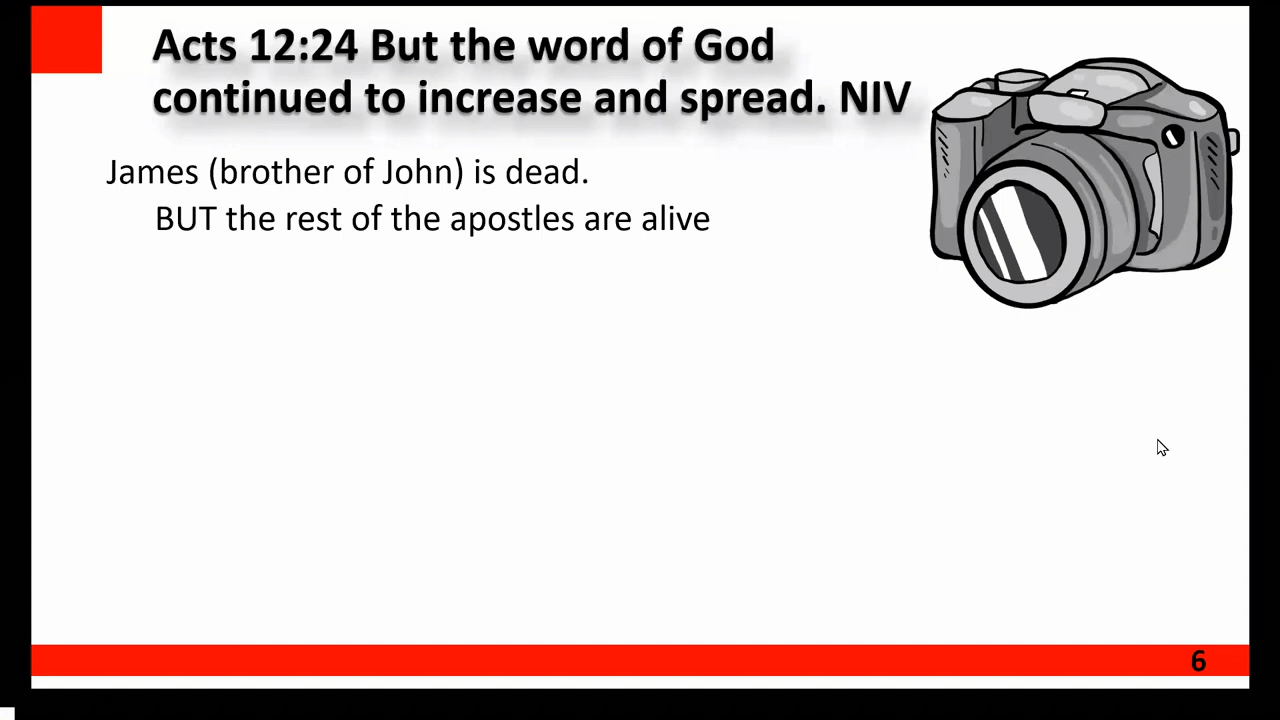 Acts 12:24 But the word of God
continued to increase and spread. NIV
James (brother of John) is dead.
BUT the rest of the apostles are alive
6